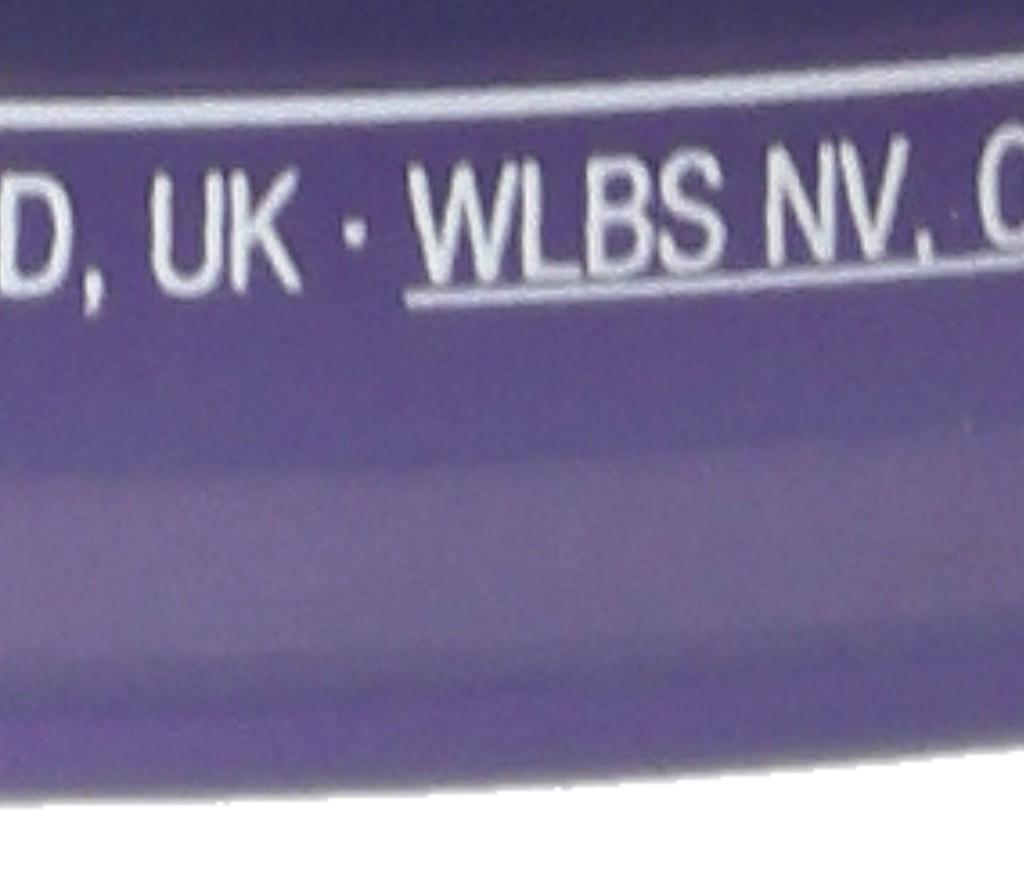 D, UK · WLBS NV, C